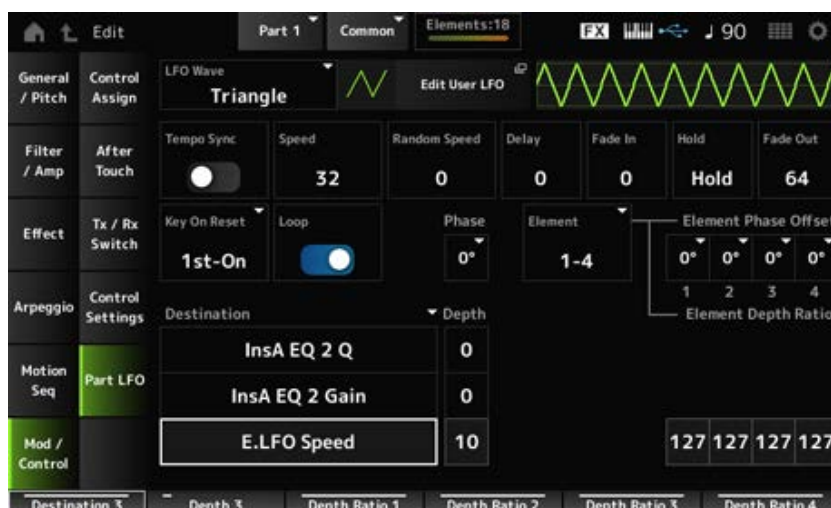 Edit
Part 1
Common
Elements:18
FX
90
General / Pitch
Control Assign
LFO Wave
Triangle
Edit User LFO
Filter / Amp
After Touch
Tempo Sync
Speed
32
Random Speed
0
Delay
0
Fade In
0
Hold
Hold
Fade Out
64
Effect
Tx / Rx Switch
Key On Reset
1st-On
Loop
Phase
0°
Element
1-4
Element Phase Offse
0° 0° 0° 0°
1 2 3 4
Element Depth Ratio
Arpeggio
Control Settings
Destination
Depth
InsA EQ 2 Q
0
Motion Seq
Part LFO
InsA EQ 2 Gain
0
Mod / Control
E.LFO Speed
10
127 127 127 127
Destination 3
Depth 3
Depth Ratio 1
Depth Ratio 2
Depth Ratio 3
Depth Ratio 4